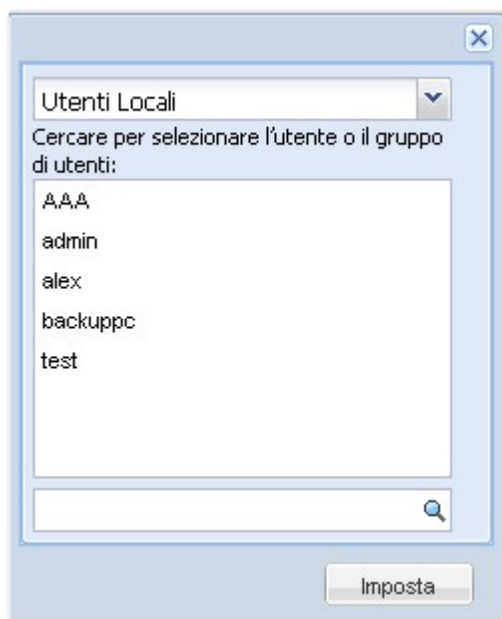 Utenti Locali
Cercare per selezionare l'utente o il gruppo
di utenti:
AAA
admin
alex
backuppc
test
Imposta